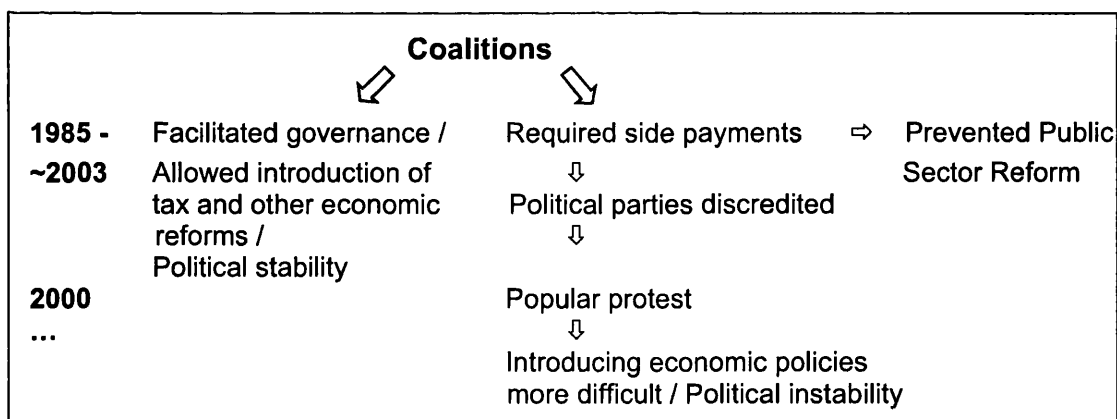 Coalitions
1985 - Facilitated governance / Required side payments ⇨ Prevented Public
~2003 Allowed introduction of ⇩ Sector Reform
tax and other economic Political parties discredited
reforms / ⇩
Political stability
2000 Popular protest
... ⇩
Introducing economic policies
more difficult / Political instability